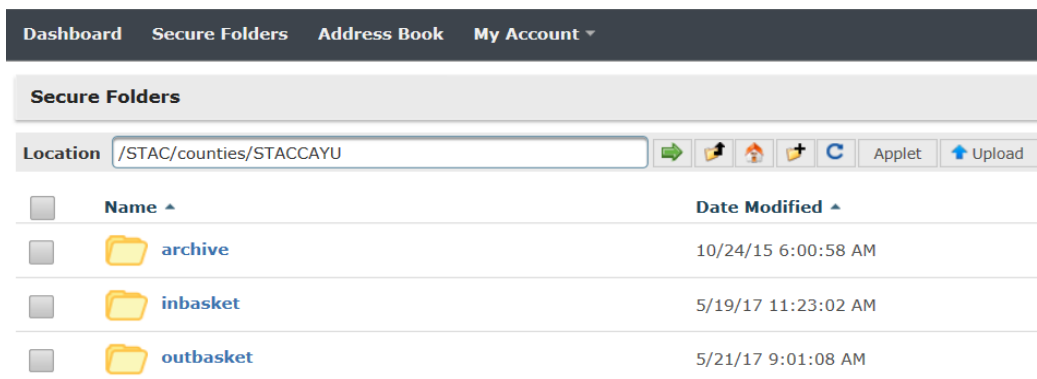 Dashboard Secure Folders Address Book My Account
Secure Folders
Location /STAC/counties/STACCAYU Applet Upload
Name Date Modified
archive 10/24/15 6:00:58 AM
inbasket 5/19/17 11:23:02 AM
outbasket 5/21/17 9:01:08 AM